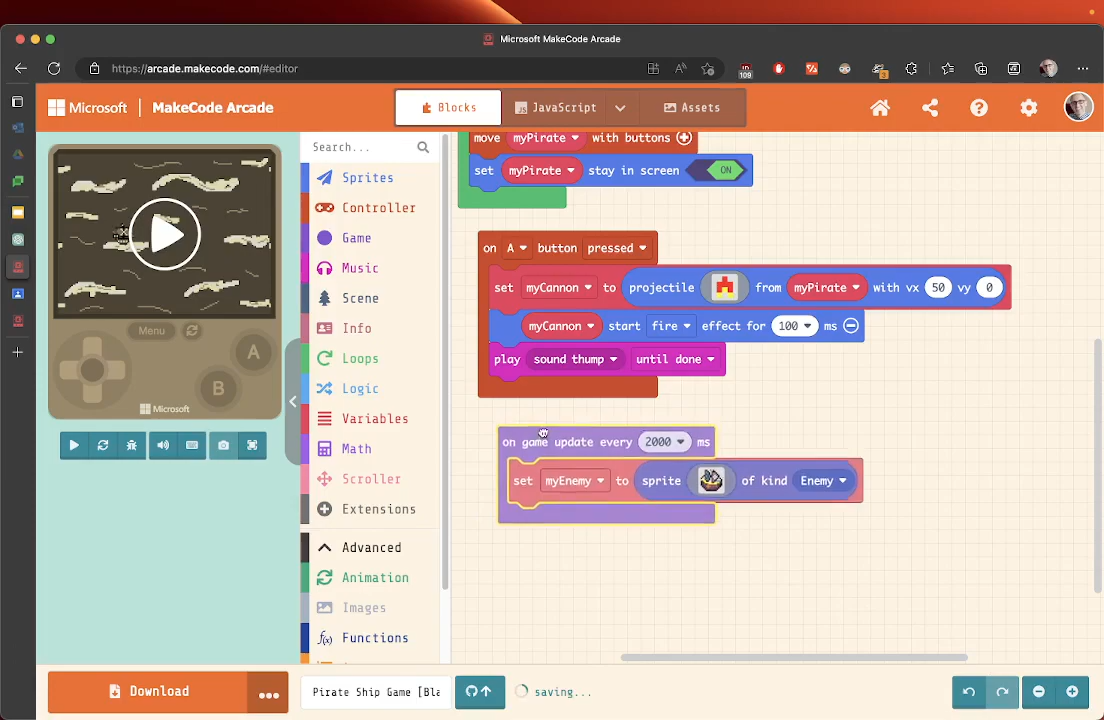 Microsoft MakeCode Arcade
https://arcade.makecode.com/#editor
109
3
Microsoft
MakeCode Arcade
Blocks
JavaScript
Assets
Search...
Sprites
Controller
Game
Music
Scene
Info
Loops
Logic
Variables
Math
Scroller
Extensions
Advanced
Animation
Images
Functions
Menu
A
B
Microsoft
move myPirate with buttons
set myPirate stay in screen ON
on A button pressed
set myCannon to projectile from myPirate with vx 50 vy 0
myCannon start fire effect for 100 ms
play sound thump until done
on game update every 2000 ms
set myEnemy to sprite of kind Enemy
Download
Pirate Ship Game [Bla
saving...